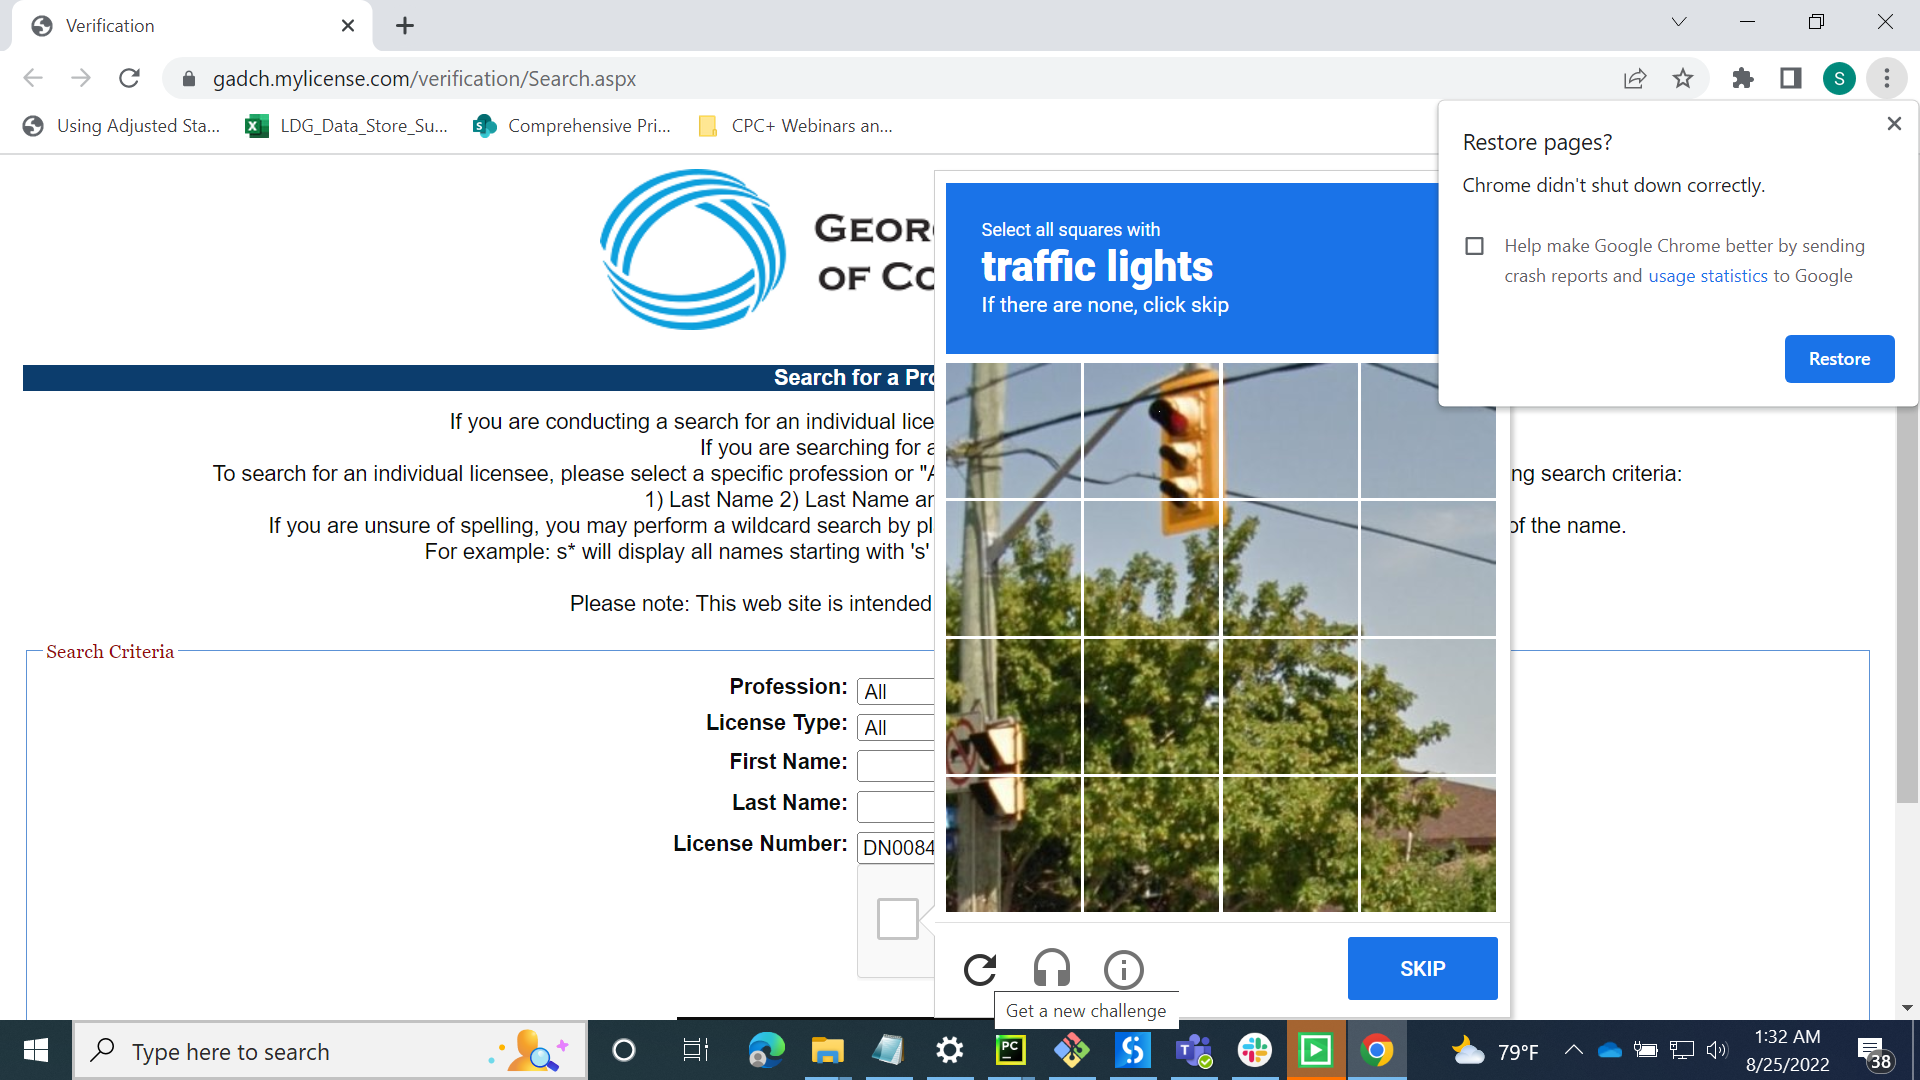 Verification
gadch.mylicense.com/verification/Search.aspx
S
Using Adjusted Sta...
LDG_Data_Store_Su...
Comprehensive Pri...
CPC+ Webinars an...
Restore pages?
Chrome didn't shut down correctly.
Help make Google Chrome better by sending
crash reports and usage statistics to Google
Restore
GEOR
OF CO
Select all squares with
traffic lights
If there are none, click skip
Search for a Pro
If you are conducting a search for an individual lice
If you are searching for a
To search for an individual licensee, please select a specific profession or "A
ng search criteria:
1) Last Name 2) Last Name an
If you are unsure of spelling, you may perform a wildcard search by pl
of the name.
For example: s* will display all names starting with 's'
Please note: This web site is intended
Search Criteria
Profession: All
License Type: All
First Name:
Last Name:
License Number: DN0084
SKIP
Get a new challenge
Type here to search
PC
79°F
1:32 AM
8/25/2022
38